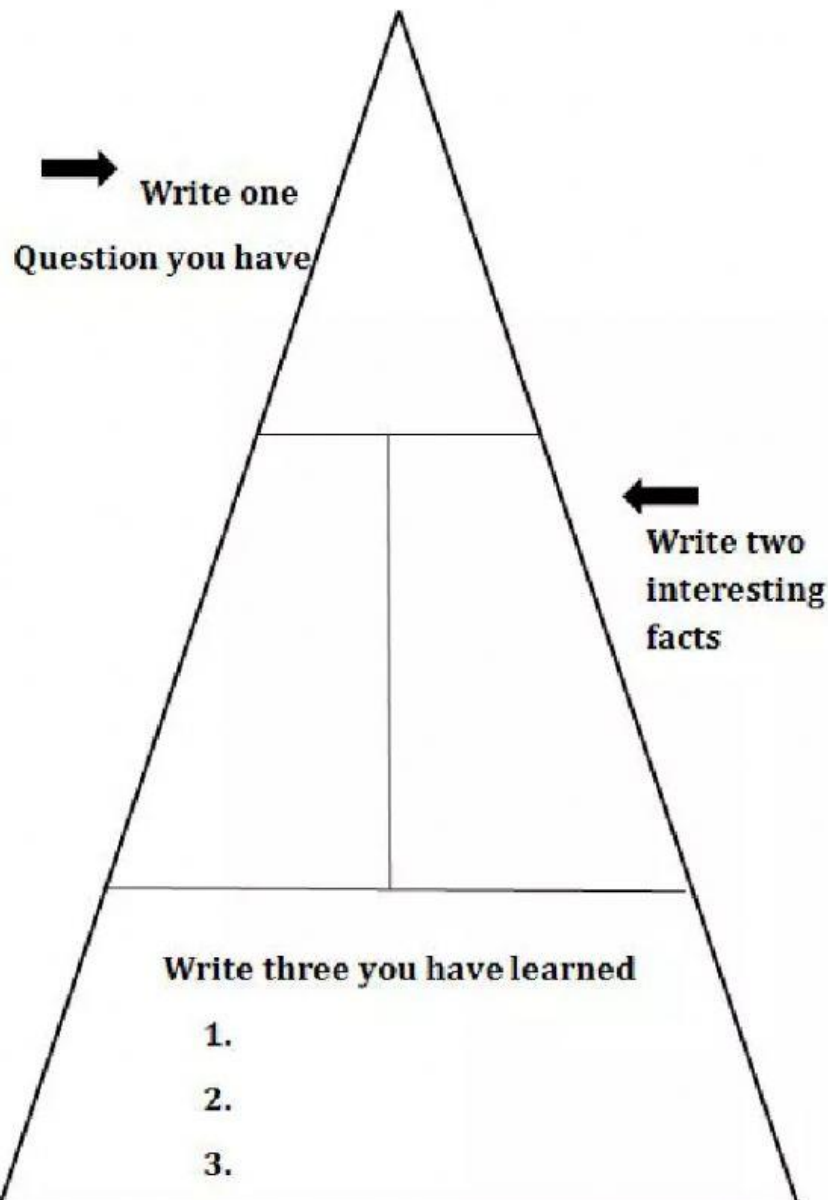 Write one
Question you have
Write two
interesting
facts
Write three you have learned
1.
2.
3.